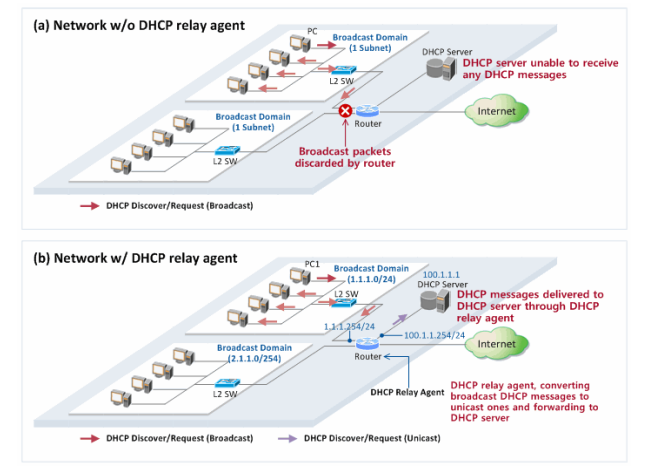 (a) Network w/o DHCP relay agent
PC
Broadcast Domain
(1 Subnet)
L2 SW
DHCP Server
DHCP server unable to receive
any DHCP messages
Broadcast Domain
(1 Subnet)
L2 SW
Router
Internet
Broadcast packets
discarded by router
DHCP Discover/Request (Broadcast)
(b) Network w/ DHCP relay agent
PC1
Broadcast Domain
(1.1.1.0/24)
L2 SW
100.1.1.1
DHCP Server
DHCP messages delivered to
DHCP server through DHCP
relay agent
1.1.1.254/24
100.1.1.254/24
Broadcast Domain
(2.1.1.0/254)
L2 SW
Router
Internet
DHCP Relay Agent
DHCP relay agent, converting
broadcast DHCP messages to
unicast ones and forwarding to
DHCP server
DHCP Discover/Request (Broadcast)
DHCP Discover/Request (Unicast)